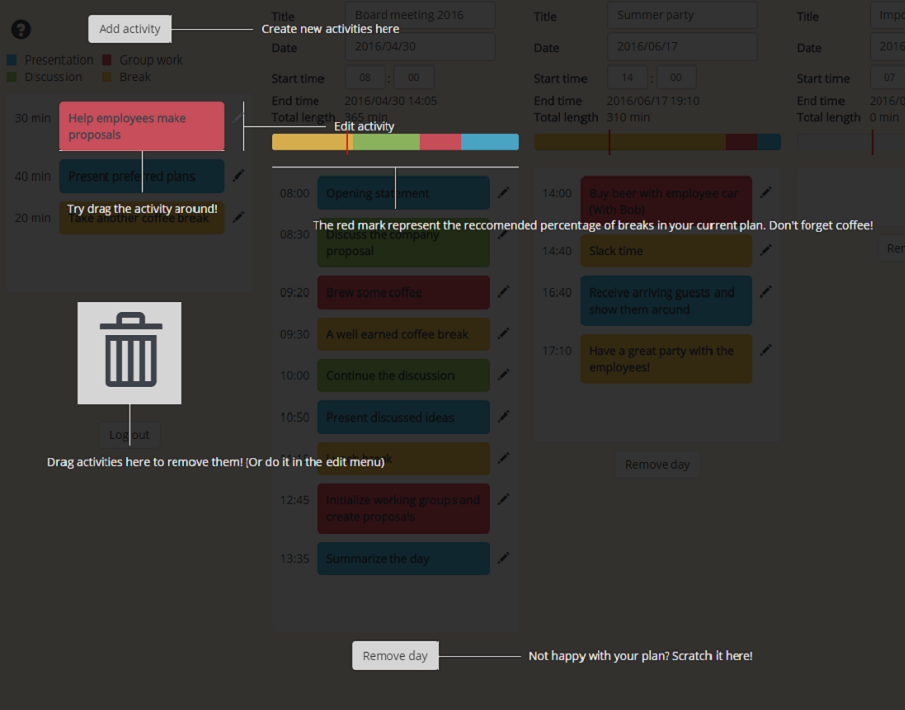 Add activity
Create new activities here
Presentation
Group work
Discussion
Break
30 min
Help employees make
proposals
Edit activity
40 min
Present preferred plans
20 min
Take another coffee break
Try drag the activity around!
Drag activities here to remove them! (Or do it in the edit menu)
Log out
Title
Board meeting 2016
Date
2016/04/30
Start time
08 : 00
End time
2016/04/30 14:05
Total length
365 min
The red mark represent the reccomended percentage of breaks in your current plan. Don't forget coffee!
08:00
Opening statement
08:30
Discuss the company
proposal
09:20
Brew some coffee
09:30
A well earned coffee break
10:00
Continue the discussion
10:50
Present discussed ideas
12:45
Initialize working groups and
create proposals
13:35
Summarize the day
Remove day
Not happy with your plan? Scratch it here!
Title
Summer party
Date
2016/06/17
Start time
14 : 00
End time
2016/06/17 19:10
Total length
310 min
14:00
Buy beer with employee car
(With Bob)
14:40
Slack time
16:40
Receive arriving guests and
show them around
17:10
Have a great party with the
employees!
Remove day
Title
Impo
Date
2016
Start time
07
End time
2016/0
Total length
0 min
Rer